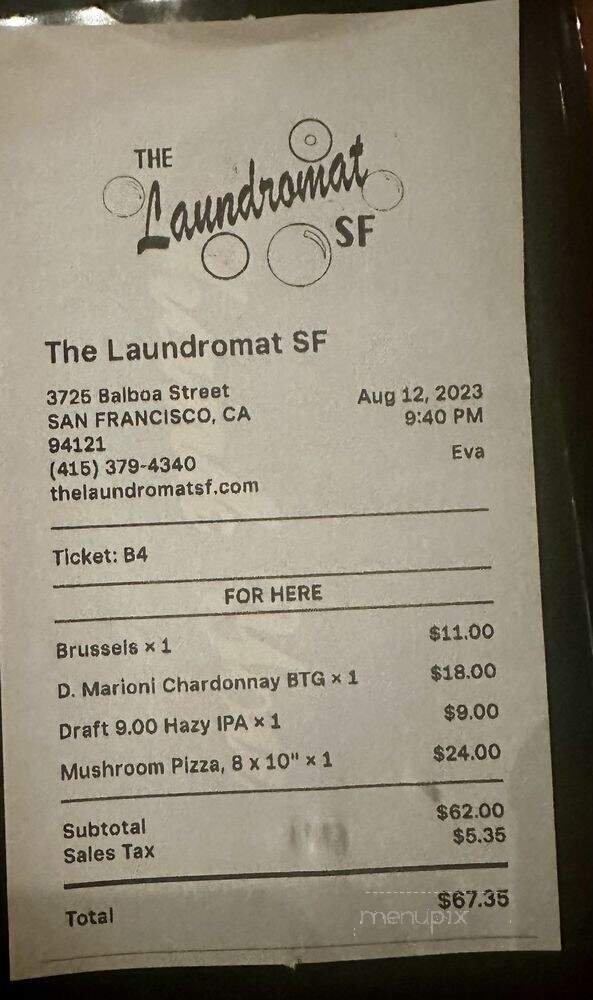 THE
Laundromat
SF
The Laundromat SF
3725 Balboa Street
SAN FRANCISCO, CA
94121
(415) 379-4340
thelaundromatsf.com
Aug 12, 2023
9:40 PM
Eva
Ticket: B4
FOR HERE
Brussels × 1 $11.00
D. Marioni Chardonnay BTG × 1 $18.00
Draft 9.00 Hazy IPA × 1 $9.00
Mushroom Pizza, 8 x 10" × 1 $24.00
Subtotal $62.00
Sales Tax $5.35
Total $67.35
menupix